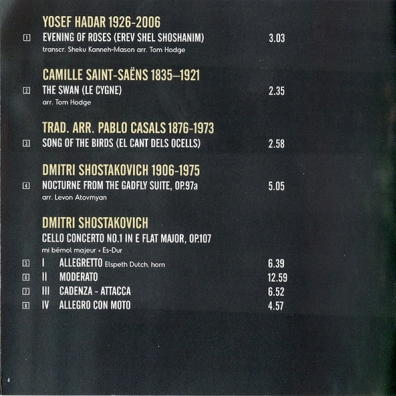 YOSEF HADAR 1926-2006
1 EVENING OF ROSES (EREV SHEL SHOSHANIM) 3.03
transcr. Sheku Kanneh-Mason arr. Tom Hodge
CAMILLE SAINT-SAËNS 1835–1921
2 THE SWAN (LE CYGNE) 2.35
arr. Tom Hodge
TRAD. ARR. PABLO CASALS 1876-1973
3 SONG OF THE BIRDS (EL CANT DELS OCELLS) 2.58
DMITRI SHOSTAKOVICH 1906-1975
4 NOCTURNE FROM THE GADFLY SUITE, OP.97a 5.05
arr. Levon Atovmyan
DMITRI SHOSTAKOVICH
CELLO CONCERTO NO.1 IN E FLAT MAJOR, OP.107
mi bémol majeur • Es-Dur
5 I ALLEGRETTO Elspeth Dutch, horn 6.39
6 II MODERATO 12.59
7 III CADENZA - ATTACCA 6.52
8 IV ALLEGRO CON MOTO 4.57
4